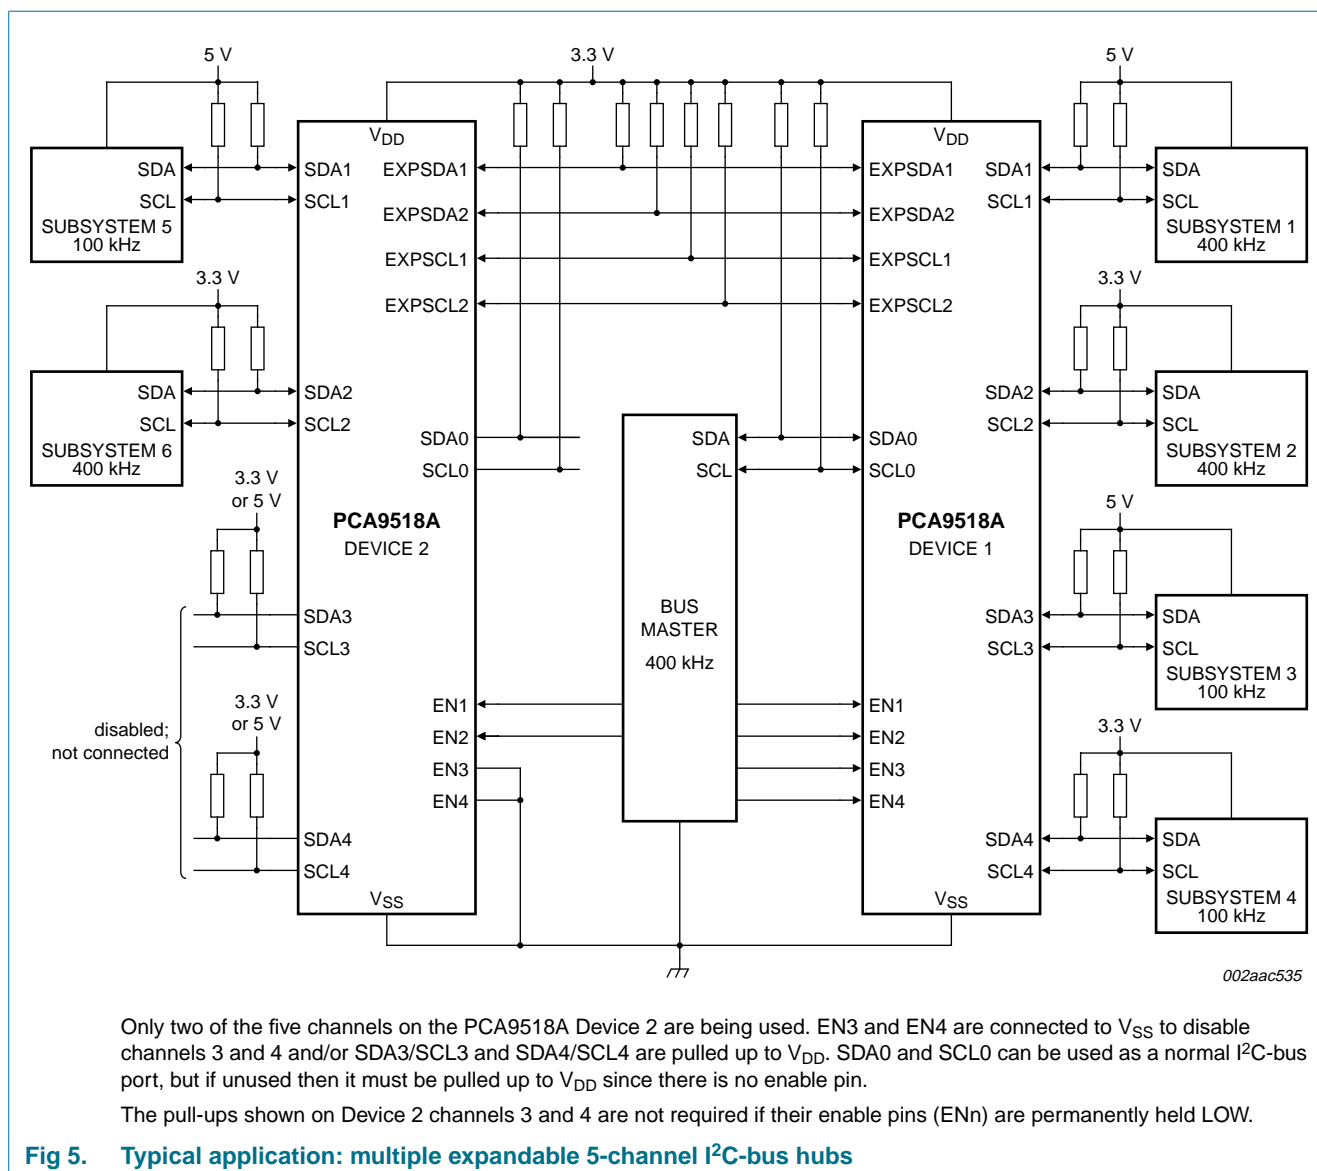 5 V
3.3 V
5 V
VDD
VDD
SDA
SDA1
EXPSDA1
EXPSDA1
SDA1
SDA
SCL
SCL1
EXPSDA2
EXPSDA2
SCL1
SCL
SUBSYSTEM 5
100 kHz
SUBSYSTEM 1
400 kHz
EXPSCL1
EXPSCL1
3.3 V
EXPSCL2
EXPSCL2
3.3 V
SDA
SDA2
SDA2
SDA
SCL
SCL2
SDA0
SDA
SDA0
SCL2
SCL
SUBSYSTEM 6
400 kHz
SCL0
SCL
SCL0
SUBSYSTEM 2
400 kHz
3.3 V
or 5 V
5 V
PCA9518A
DEVICE 2
PCA9518A
DEVICE 1
BUS
MASTER
400 kHz
SDA3
SDA3
SDA
SCL3
SCL3
SCL
SUBSYSTEM 3
100 kHz
3.3 V
or 5 V
EN1
EN1
disabled;
not connected
EN2
EN2
3.3 V
EN3
EN3
EN4
EN4
SDA4
SDA4
SDA
SCL4
SCL4
SCL
VSS
VSS
SUBSYSTEM 4
100 kHz
002aac535
Only two of the five channels on the PCA9518A Device 2 are being used. EN3 and EN4 are connected to VSS to disable
channels 3 and 4 and/or SDA3/SCL3 and SDA4/SCL4 are pulled up to VDD. SDA0 and SCL0 can be used as a normal I²C-bus
port, but if unused then it must be pulled up to VDD since there is no enable pin.
The pull-ups shown on Device 2 channels 3 and 4 are not required if their enable pins (ENn) are permanently held LOW.
Fig 5. Typical application: multiple expandable 5-channel I²C-bus hubs